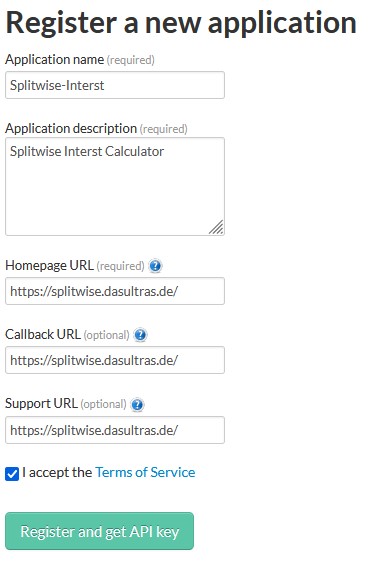 Register a new application
Application name (required)
Splitwise-Interst
Application description (required)
Splitwise Interst Calculator
Homepage URL (required) ?
https://splitwise.dasultras.de/
Callback URL (optional) ?
https://splitwise.dasultras.de/
Support URL (optional) ?
https://splitwise.dasultras.de/
I accept the Terms of Service
Register and get API key